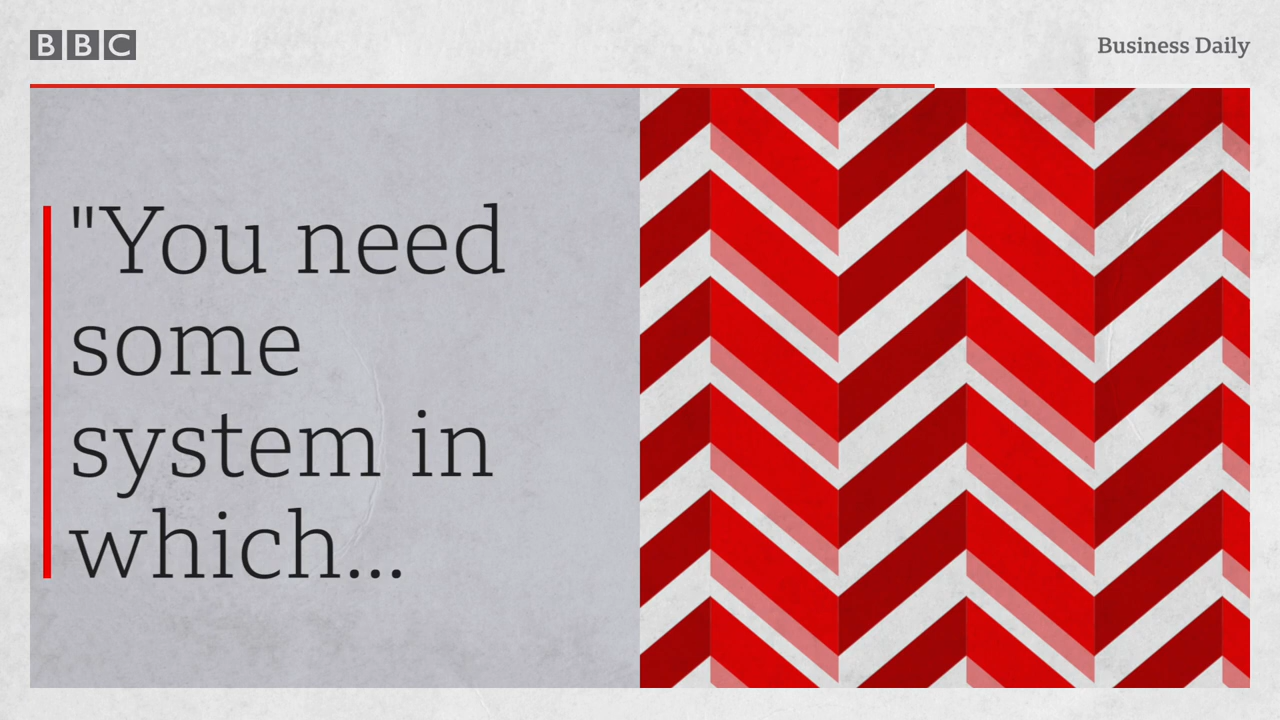 BBC
Business Daily
"You need
some
system in
which...